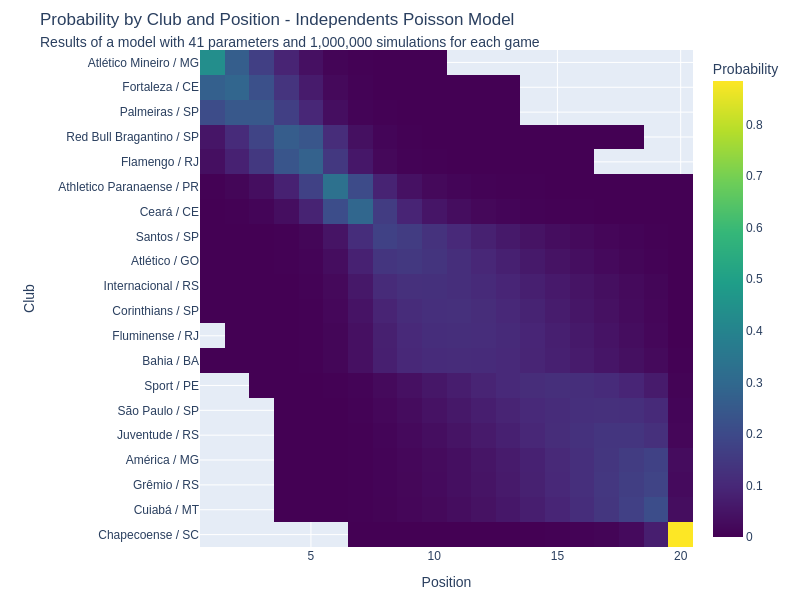 Probability by Club and Position - Independents Poisson Model
Results of a model with 41 parameters and 1,000,000 simulations for each game
Probability
Atlético Mineiro / MG
Fortaleza / CE
Palmeiras / SP
Red Bull Bragantino / SP
Flamengo / RJ
Athletico Paranaense / PR
Ceará / CE
Santos / SP
Atlético / GO
Internacional / RS
Corinthians / SP
Fluminense / RJ
Bahia / BA
Sport / PE
São Paulo / SP
Juventude / RS
América / MG
Grêmio / RS
Cuiabá / MT
Chapecoense / SC
Club
5
10
15
20
Position
0.8
0.7
0.6
0.5
0.4
0.3
0.2
0.1
0